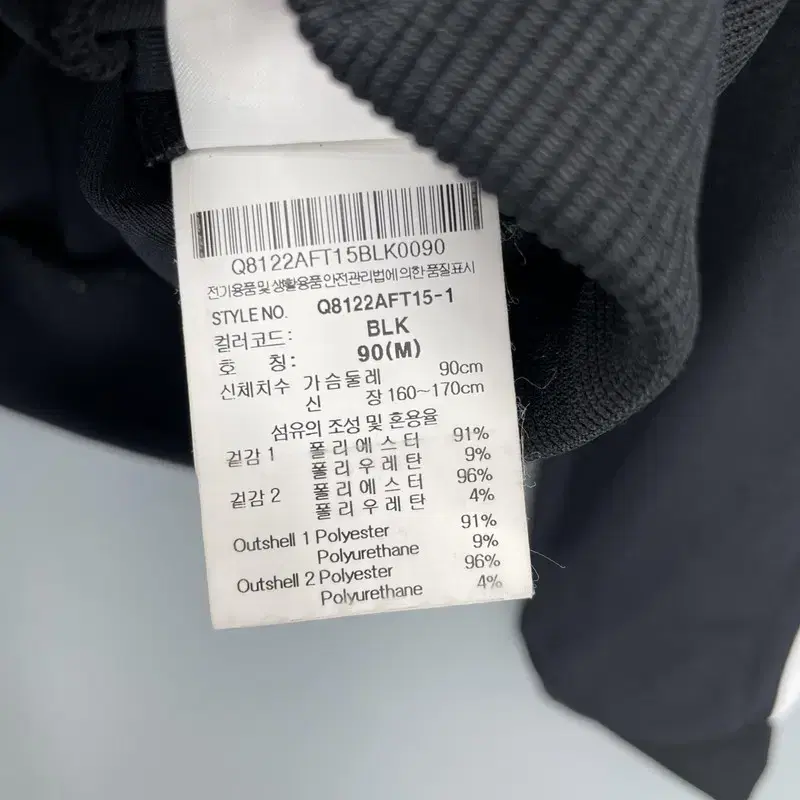 Q8122AFT15BLK0090
전기용품 및 생활용품 안전관리법에 의한 품질표시
STYLE NO. Q8122AFT15-1
컬러코드: BLK
호 칭: 90(M)
신체치수 가슴둘레 90cm
신 장 160~170cm
섬유의 조성 및 혼용율
겉감 1 폴리에스터 91%
폴리우레탄 9%
겉감 2 폴리에스터 96%
폴리우레탄 4%
Outshell 1 Polyester 91%
Polyurethane 9%
Outshell 2 Polyester 96%
Polyurethane 4%